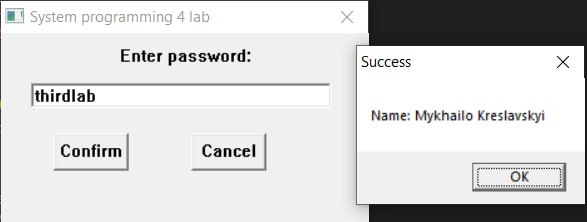 System programming 4 lab
Enter password:
thirdlab
Confirm
Cancel
Success
Name: Mykhailo Kreslavskyi
OK